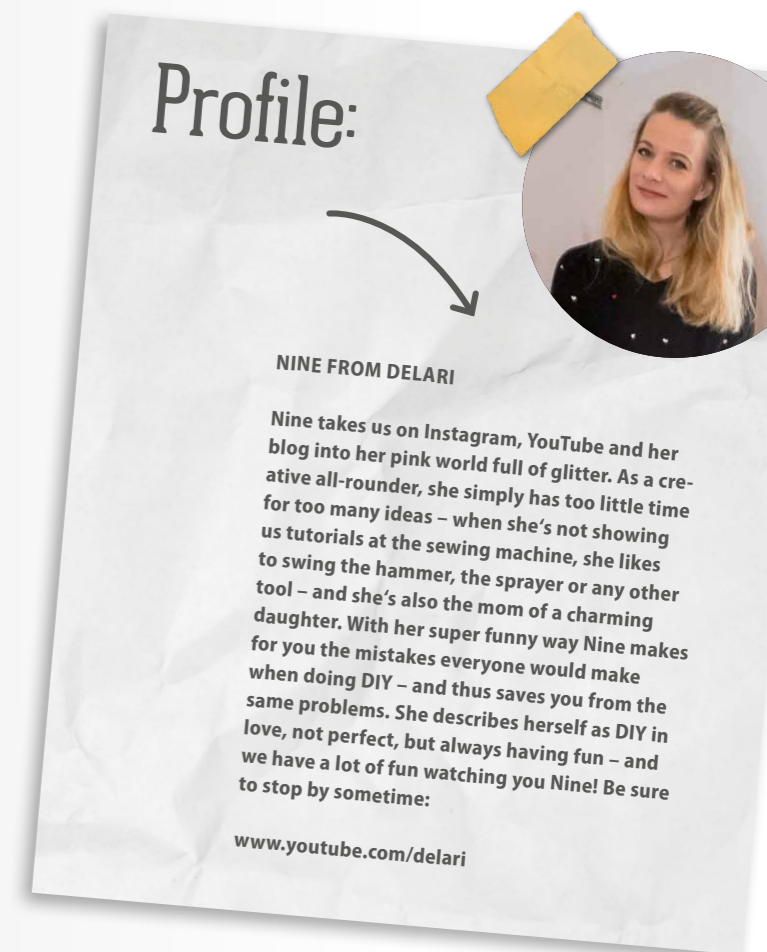 Profile:
NINE FROM DELARI
Nine takes us on Instagram, YouTube and her
blog into her pink world full of glitter. As a cre-
ative all-rounder, she simply has too little time
for too many ideas – when she‘s not showing
us tutorials at the sewing machine, she likes
to swing the hammer, the sprayer or any other
tool – and she‘s also the mom of a charming
daughter. With her super funny way Nine makes
for you the mistakes everyone would make
when doing DIY – and thus saves you from the
same problems. She describes herself as DIY in
love, not perfect, but always having fun – and
we have a lot of fun watching you Nine! Be sure
to stop by sometime:
www.youtube.com/delari